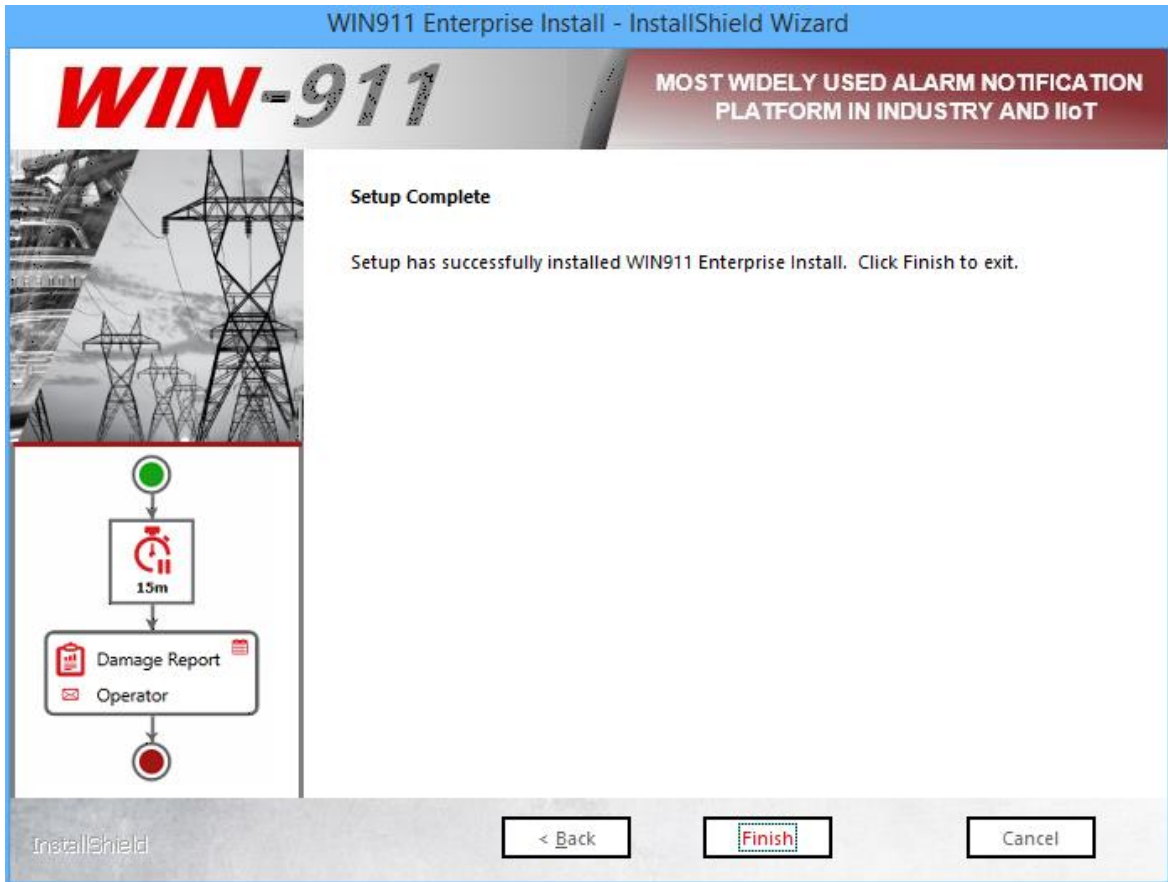 WIN911 Enterprise Install - InstallShield Wizard
WIN-911
MOST WIDELY USED ALARM NOTIFICATION
PLATFORM IN INDUSTRY AND IIoT
Setup Complete
Setup has successfully installed WIN911 Enterprise Install. Click Finish to exit.
15m
Damage Report
Operator
InstallShield
< Back
Finish
Cancel